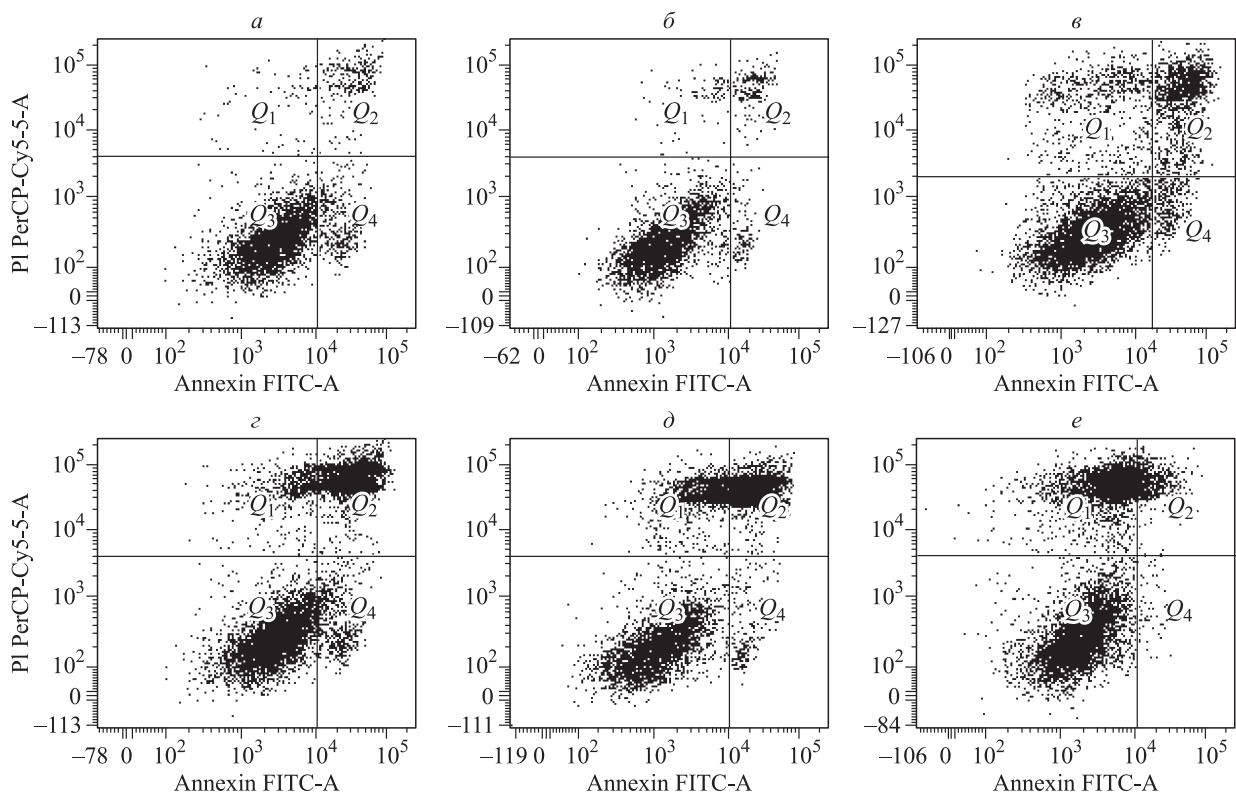 а б в
PI PerCP-Cy5-5-A
10⁵ 10⁵ 10⁵
Q₁ Q₂ Q₁ Q₂ Q₁ Q₂
10⁴ 10⁴ 10⁴
10³ 10³ 10³
Q₃ Q₄ Q₃ Q₄ Q₃ Q₄
10² 10² 10²
0 0 0
–113 –109 –127
–78 0 10² 10³ 10⁴ 10⁵ –62 0 10² 10³ 10⁴ 10⁵ –106 0 10² 10³ 10⁴ 10⁵
Annexin FITC-A Annexin FITC-A Annexin FITC-A
г д е
PI PerCP-Cy5-5-A
10⁵ 10⁵ 10⁵
Q₁ Q₂ Q₁ Q₂ Q₁ Q₂
10⁴ 10⁴ 10⁴
10³ 10³ 10³
Q₃ Q₄ Q₃ Q₄ Q₃ Q₄
10² 10² 10²
0 0 0
–113 –111 –84
–78 0 10² 10³ 10⁴ 10⁵ –119 0 10² 10³ 10⁴ 10⁵ –106 0 10² 10³ 10⁴ 10⁵
Annexin FITC-A Annexin FITC-A Annexin FITC-A